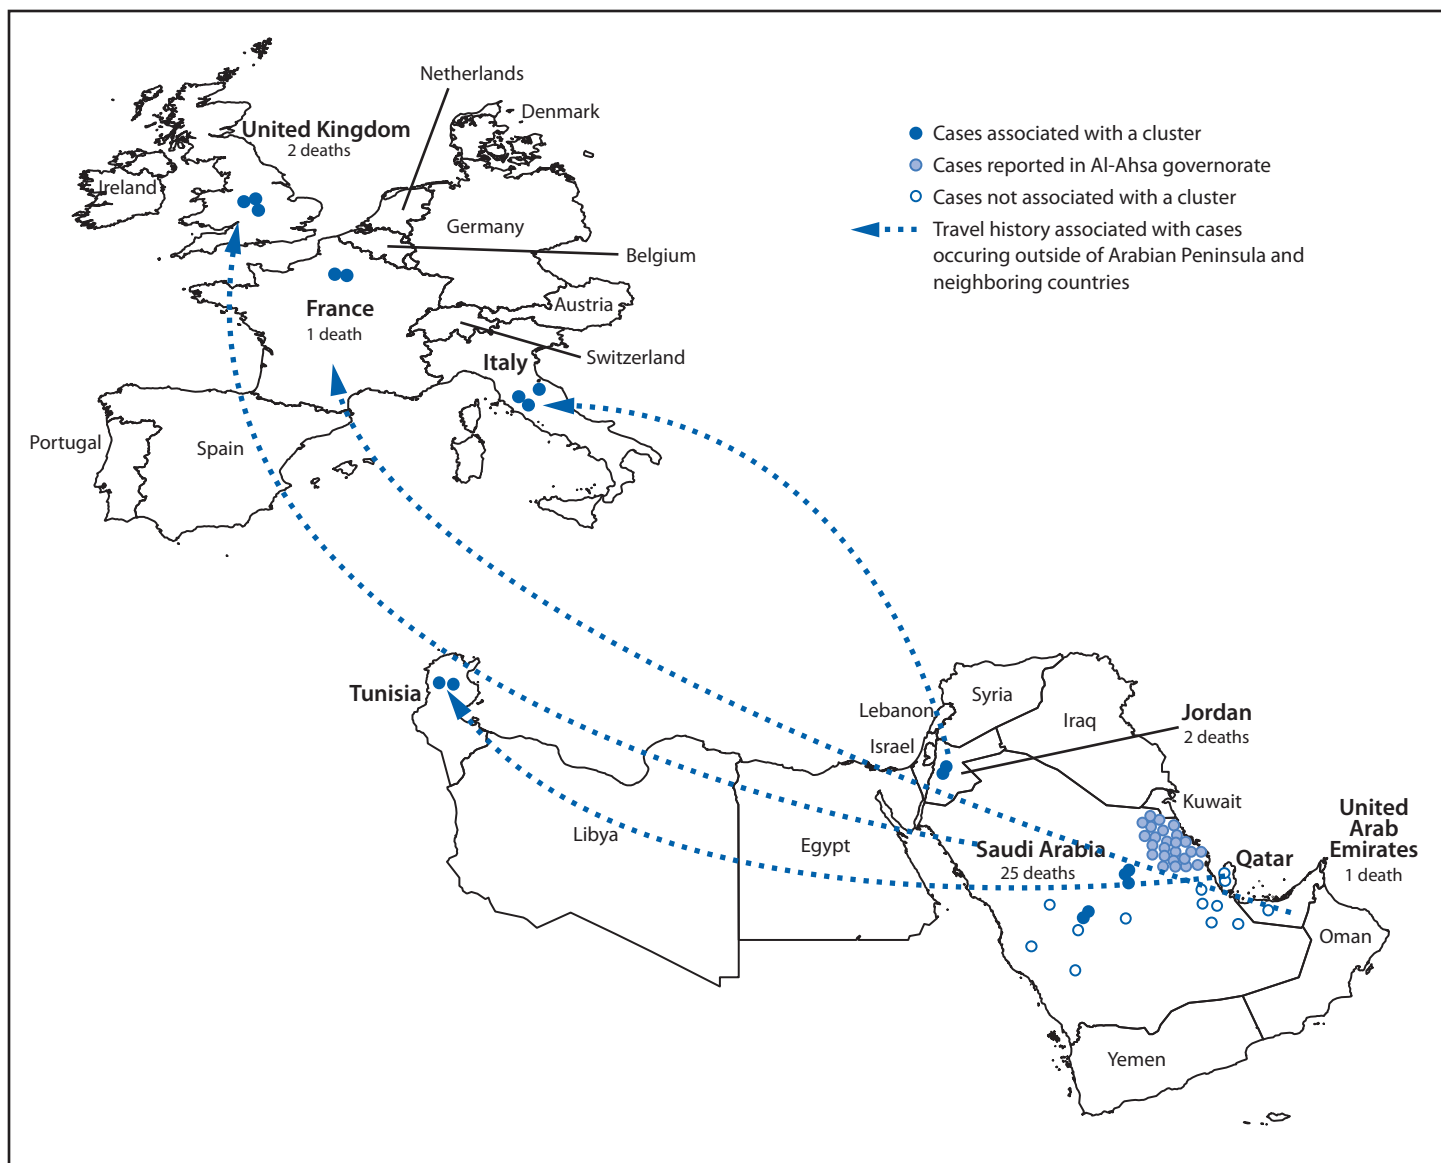 Netherlands
Denmark
United Kingdom
2 deaths
Ireland
Germany
Belgium
France
1 death
Austria
Switzerland
Italy
Portugal
Spain
Cases associated with a cluster
Cases reported in Al-Ahsa governorate
Cases not associated with a cluster
Travel history associated with cases
occuring outside of Arabian Peninsula and
neighboring countries
Tunisia
Libya
Egypt
Lebanon
Syria
Israel
Iraq
Jordan
2 deaths
Kuwait
Saudi Arabia
25 deaths
Qatar
United
Arab
Emirates
1 death
Oman
Yemen